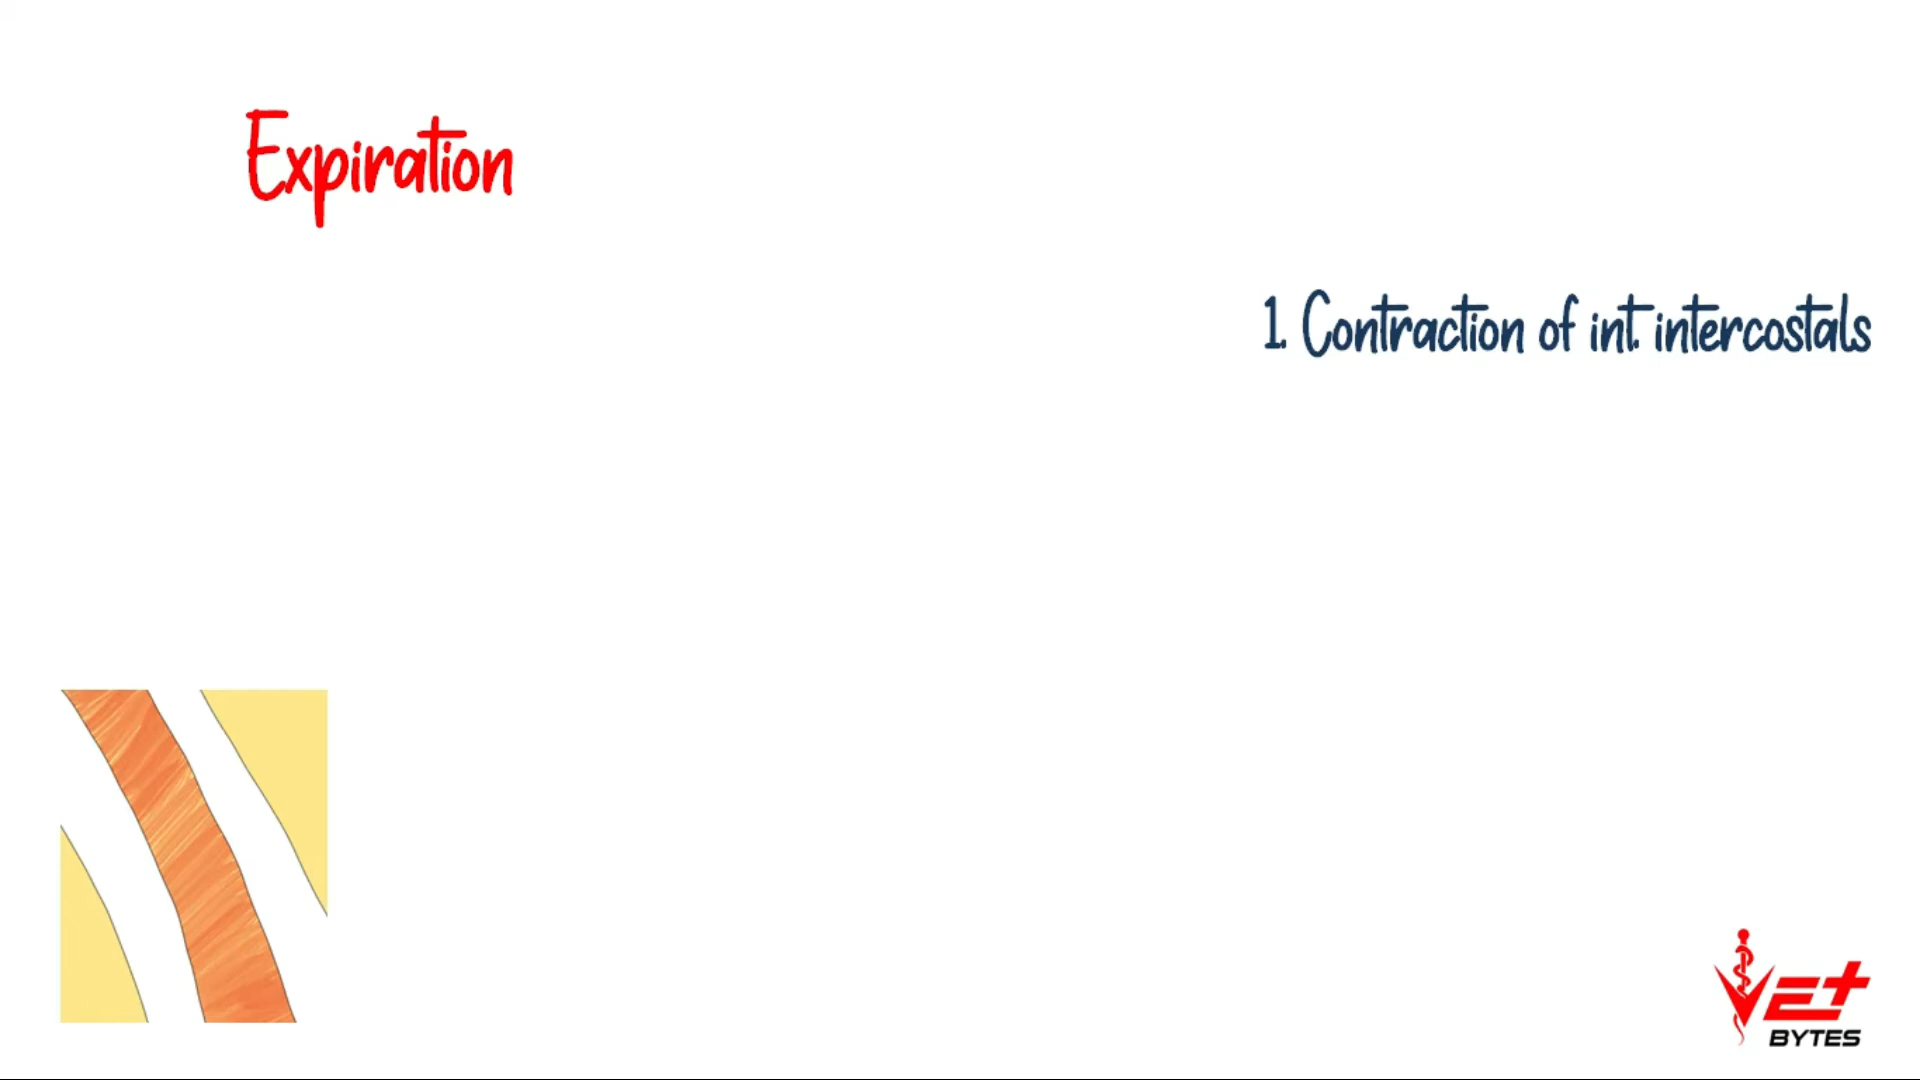 Expiration
1. Contraction of int. intercostals
VET
BYTES